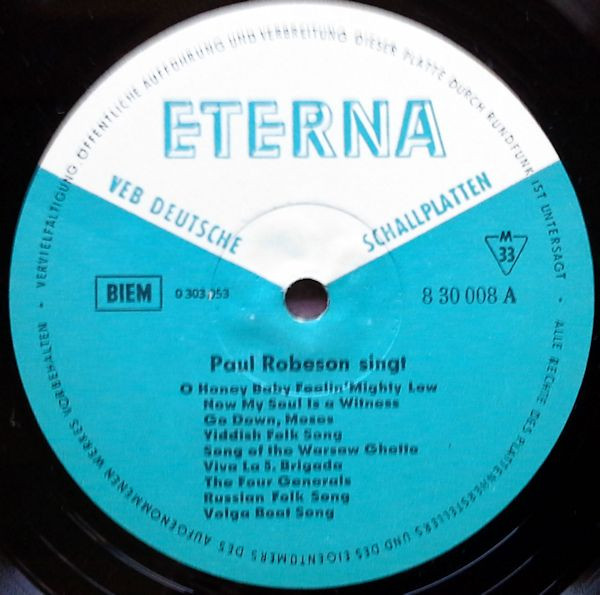 ALLE RECHTE DES PLATTENHERSTELLERS UND DES EIGENTÜMERS DES AUFGENOMMENEN WERKES VORBEHALTEN • VERVIELFÄLTIGUNG ÖFFENTLICHE AUFFÜHRUNG UND VERBREITUNG DIESER PLATTE DURCH RUNDFUNK IST UNTERSAGT •
ETERNA
VEB DEUTSCHE SCHALLPLATTEN
M
33
BIEM
0 303 053
8 30 008 A
Paul Robeson singt
O Honey Baby Feelin' Mighty Low
Now My Soul Is a Witness
Go Down, Moses
Yiddish Folk Song
Song of the Warsaw Ghetto
Viva La 5. Brigada
The Four Generals
Russian Folk Song
Volga Boat Song